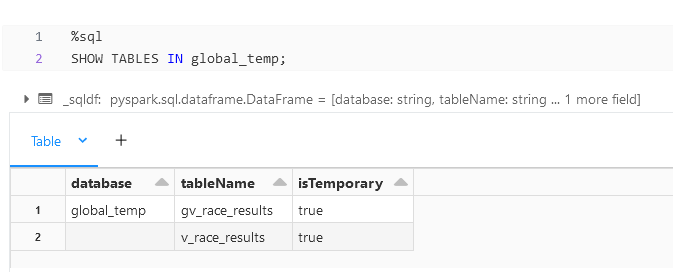 1 %sql
2 SHOW TABLES IN global_temp;
_sqldf: pyspark.sql.dataframe.DataFrame = [database: string, tableName: string ... 1 more field]
Table +
database tableName isTemporary
1 global_temp gv_race_results true
2 v_race_results true